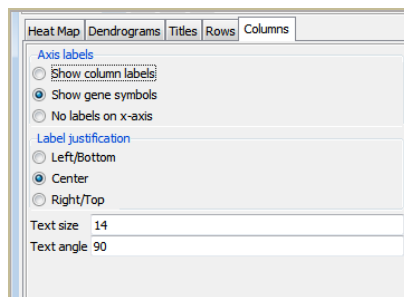 Heat Map Dendrograms Titles Rows Columns
Axis labels
Show column labels
Show gene symbols
No labels on x-axis
Label justification
Left/Bottom
Center
Right/Top
Text size 14
Text angle 90